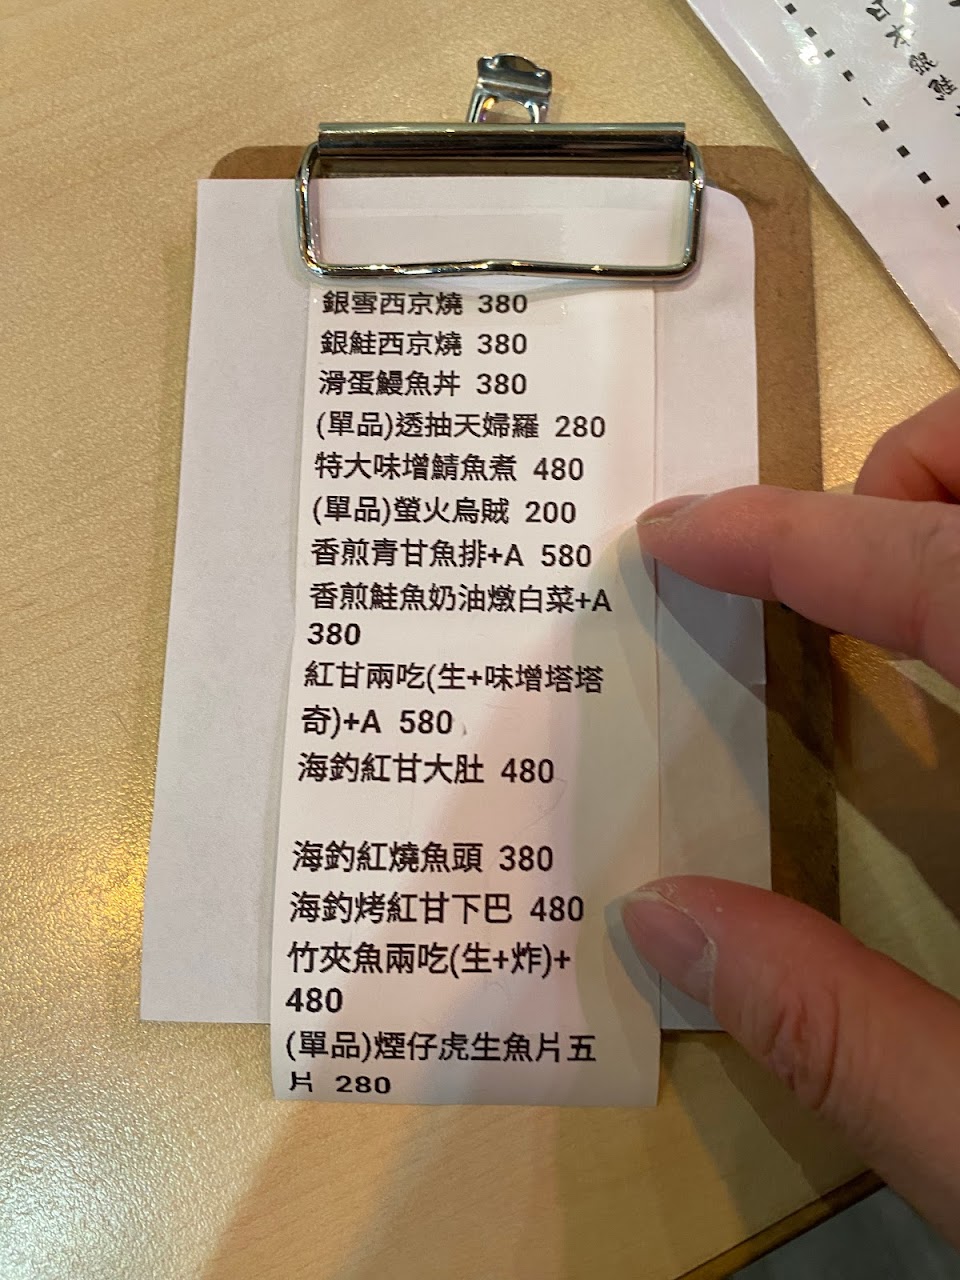 銀雪西京燒 380
銀鮭西京燒 380
滑蛋鰻魚丼 380
(單品)透抽天婦羅 280
特大味增鯖魚煮 480
(單品)螢火烏賊 200
香煎青甘魚排+A 580
香煎鮭魚奶油燉白菜+A
380
紅甘兩吃(生+味增塔塔
奇)+A 580
海釣紅甘大肚 480
海釣紅燒魚頭 380
海釣烤紅甘下巴 480
竹夾魚兩吃(生+炸)+
480
(單品)煙仔虎生魚片五
片 280